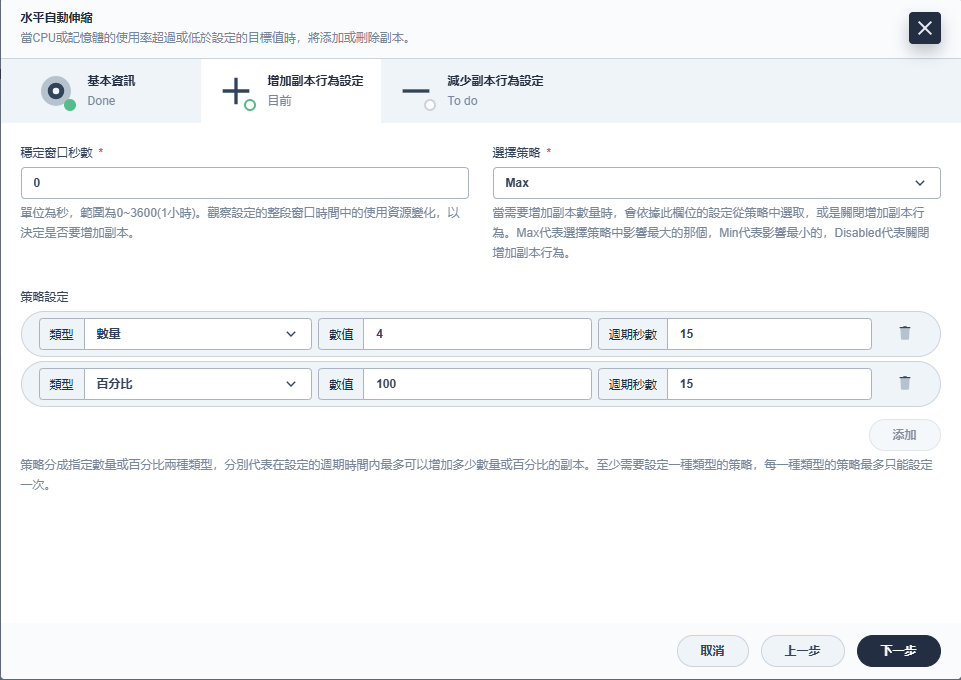 水平自動伸縮
當CPU或記憶體的使用率超過或低於設定的目標值時，將添加或刪除副本。
基本資訊
Done
增加副本行為設定
目前
減少副本行為設定
To do
穩定窗口秒數 *
0
單位為秒，範圍為0~3600(1小時)。觀察設定的整段窗口時間中的使用資源變化，以
決定是否要增加副本。
選擇策略 *
Max
當需要增加副本數量時，會依據此欄位的設定從策略中選取，或是關閉增加副本行
為。Max代表選擇策略中影響最大的那個，Min代表影響最小的，Disabled代表關閉
增加副本行為。
策略設定
類型 數量 數值 4 週期秒數 15
類型 百分比 數值 100 週期秒數 15
添加
策略分成指定數量或百分比兩種類型，分別代表在設定的週期時間內最多可以增加多少數量或百分比的副本。至少需要設定一種類型的策略，每一種類型的策略最多只能設定
一次。
取消 上一步 下一步